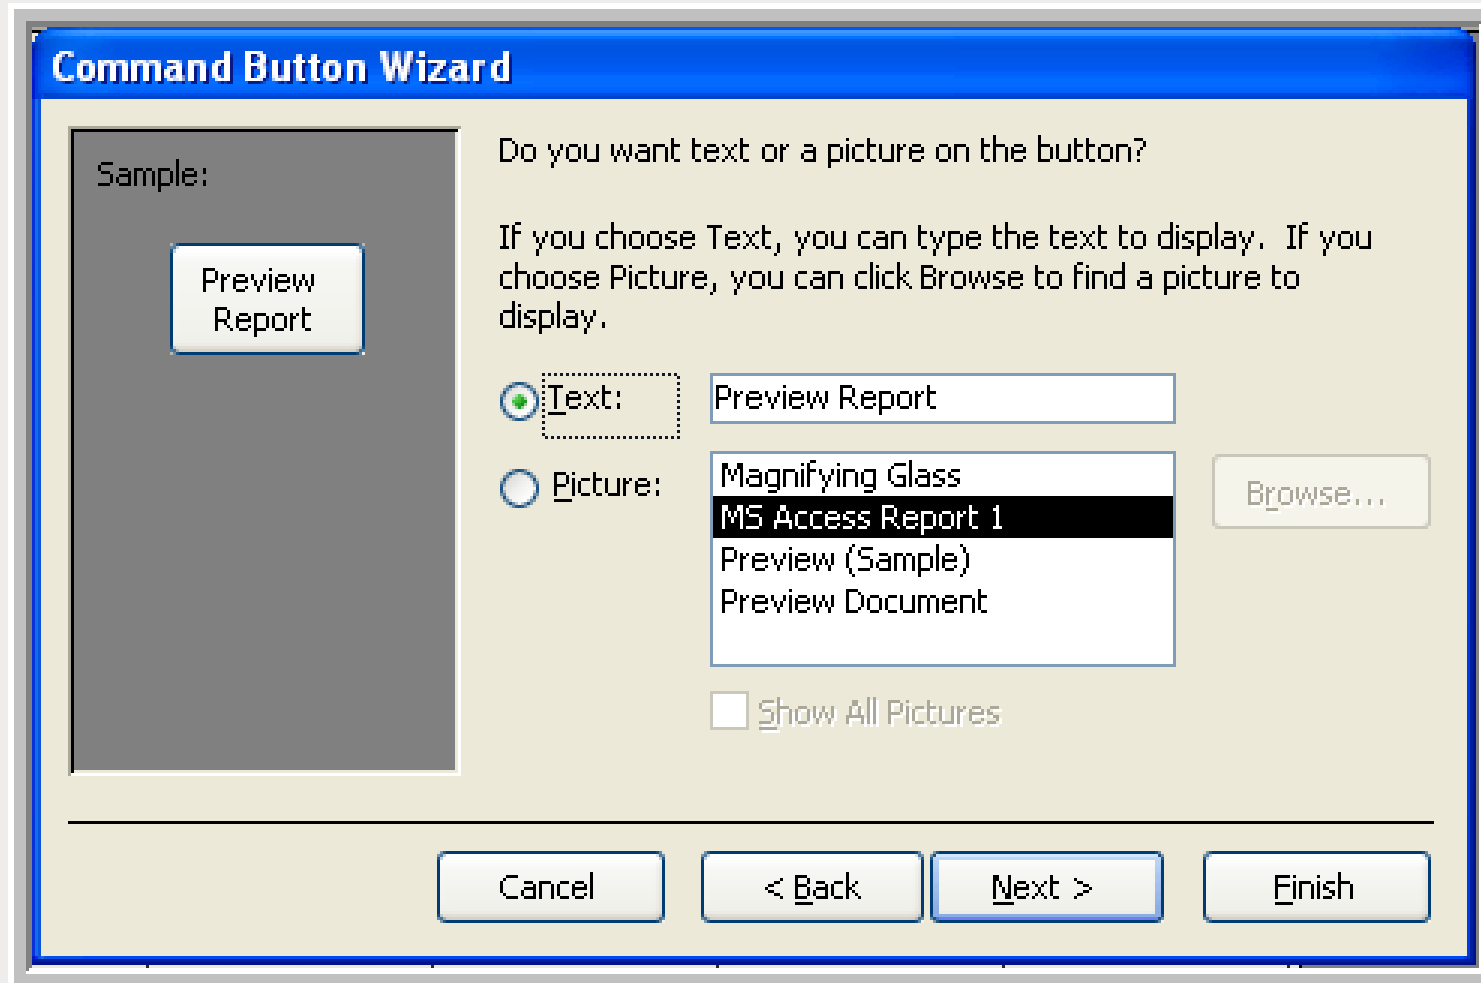 Command Button Wizard
Sample:
Preview
Report
Do you want text or a picture on the button?
If you choose Text, you can type the text to display.  If you
choose Picture, you can click Browse to find a picture to
display.
Text:
Preview Report
Picture:
Magnifying Glass
MS Access Report 1
Preview (Sample)
Preview Document
Browse...
Show All Pictures
Cancel
< Back
Next >
Finish